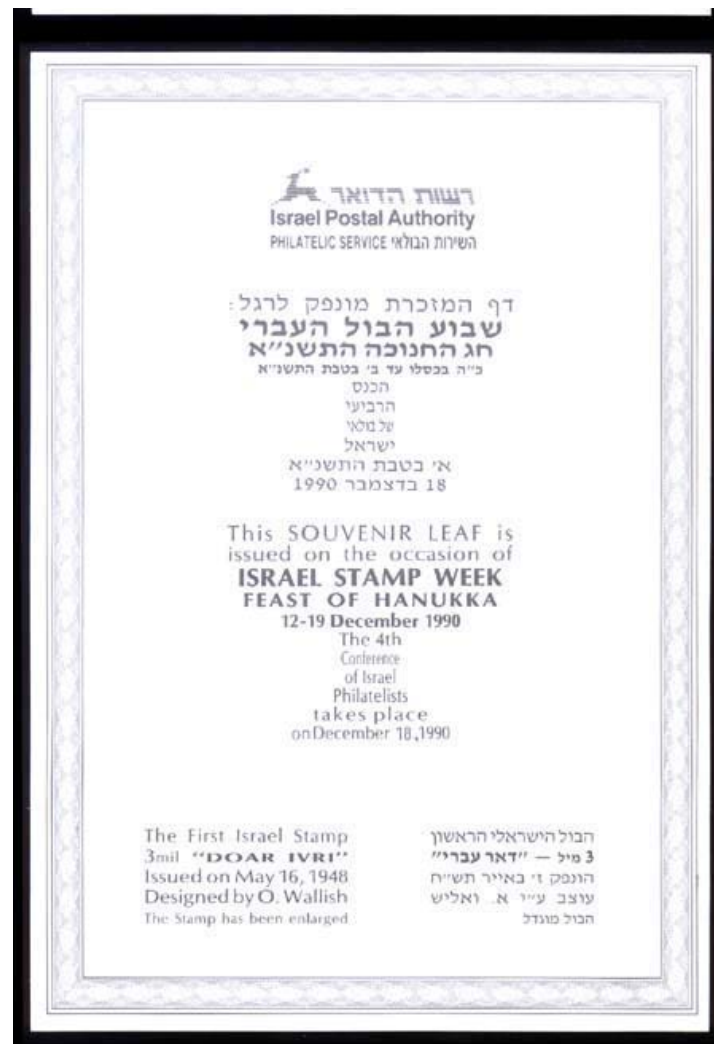 רשות הדואר
Israel Postal Authority
PHILATELIC SERVICE השירות הבולאי
דף המזכרת מונפק לרגל:
שבוע הבול העברי
חג החנוכה התשנ״א
כ״ה בכסלו עד ב׳ בטבת התשנ״א
הכנס
הרביעי
של בולאי
ישראל
א׳ בטבת התשנ״א
18 בדצמבר 1990
This SOUVENIR LEAF is
issued on the occasion of
ISRAEL STAMP WEEK
FEAST OF HANUKKA
12-19 December 1990
The 4th
Conference
of Israel
Philatelists
takes place
on December 18,1990
The First Israel Stamp
3mil “DOAR IVRI”
Issued on May 16, 1948
Designed by O. Wallish
The Stamp has been enlarged
הבול הישראלי הראשון
3 מיל — ״דאר עברי״
הונפק ז׳ באייר תש״ח
עוצב ע״י א. ואליש
הבול מוגדל